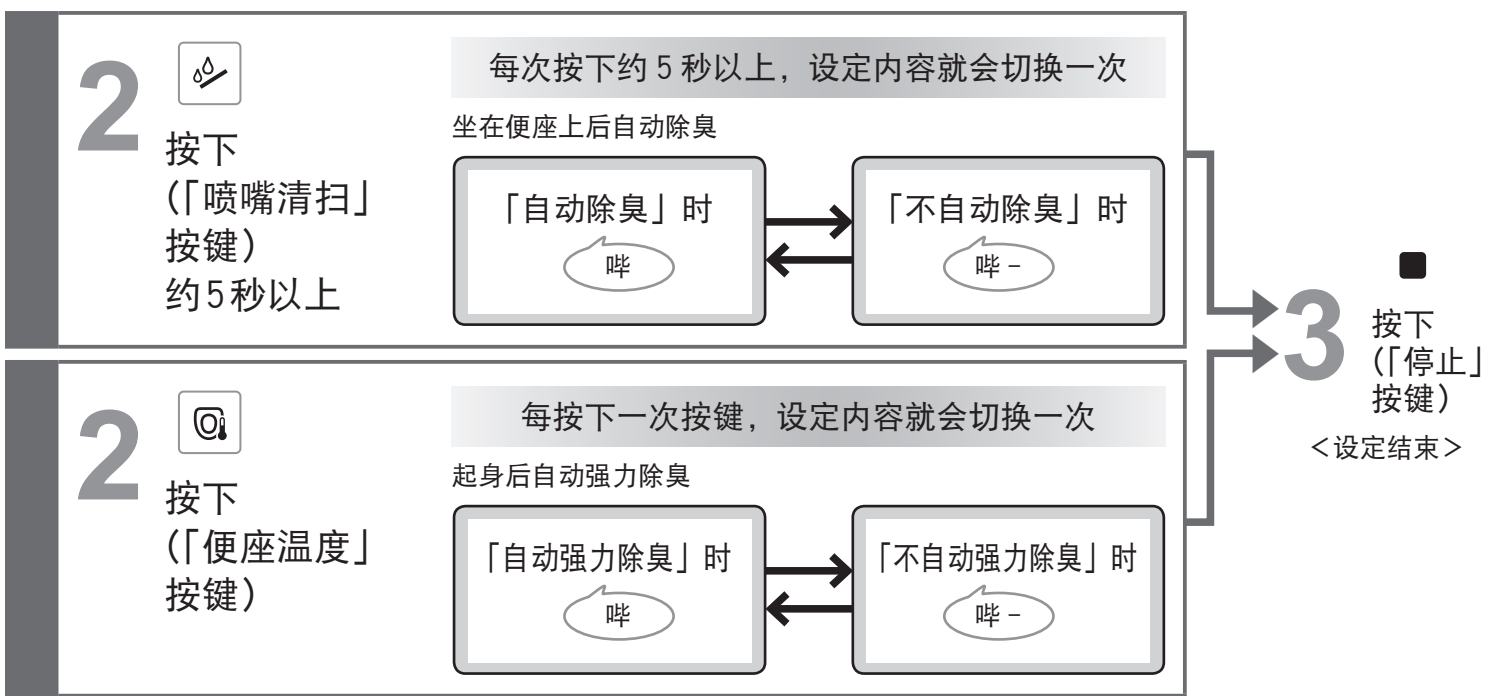 2
按下
(「喷嘴清扫」
按键)
约5秒以上
每次按下约 5 秒以上，设定内容就会切换一次
坐在便座上后自动除臭
「自动除臭」时
哔
「不自动除臭」时
哔－
2
按下
(「便座温度」
按键)
每按下一次按键，设定内容就会切换一次
起身后自动强力除臭
「自动强力除臭」时
哔
「不自动强力除臭」时
哔－
3
按下
(「停止」
按键)
＜设定结束＞